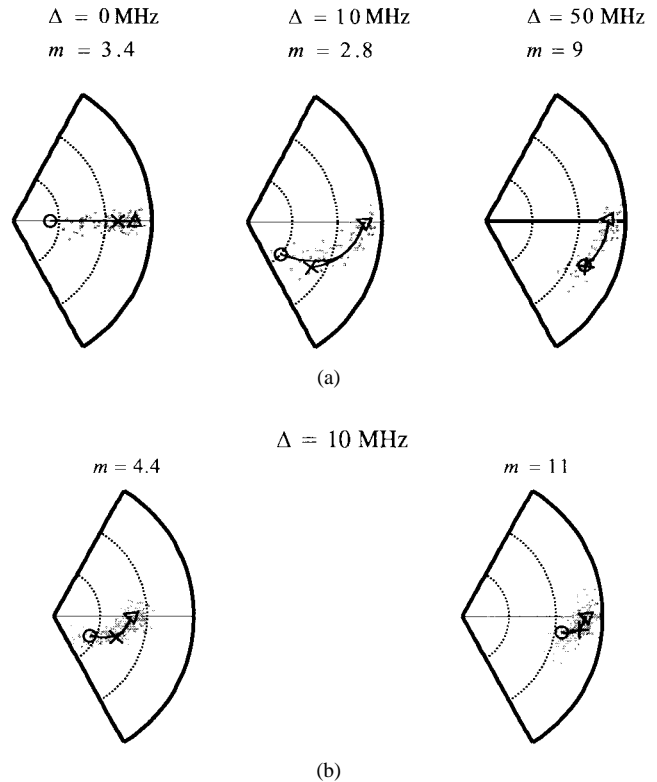 Δ = 0 MHz
m = 3.4
Δ = 10 MHz
m = 2.8
Δ = 50 MHz
m = 9
(a)
Δ = 10 MHz
m = 4.4
m = 11
(b)